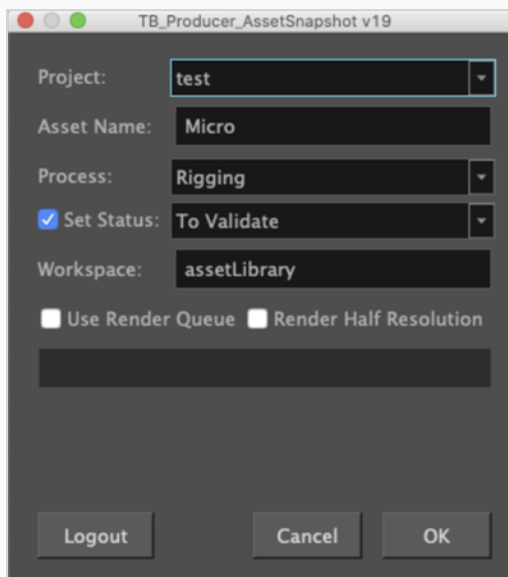 TB_Producer_AssetSnapshot v19
Project: test
Asset Name: Micro
Process: Rigging
Set Status: To Validate
Workspace: assetLibrary
Use Render Queue Render Half Resolution
Logout Cancel OK